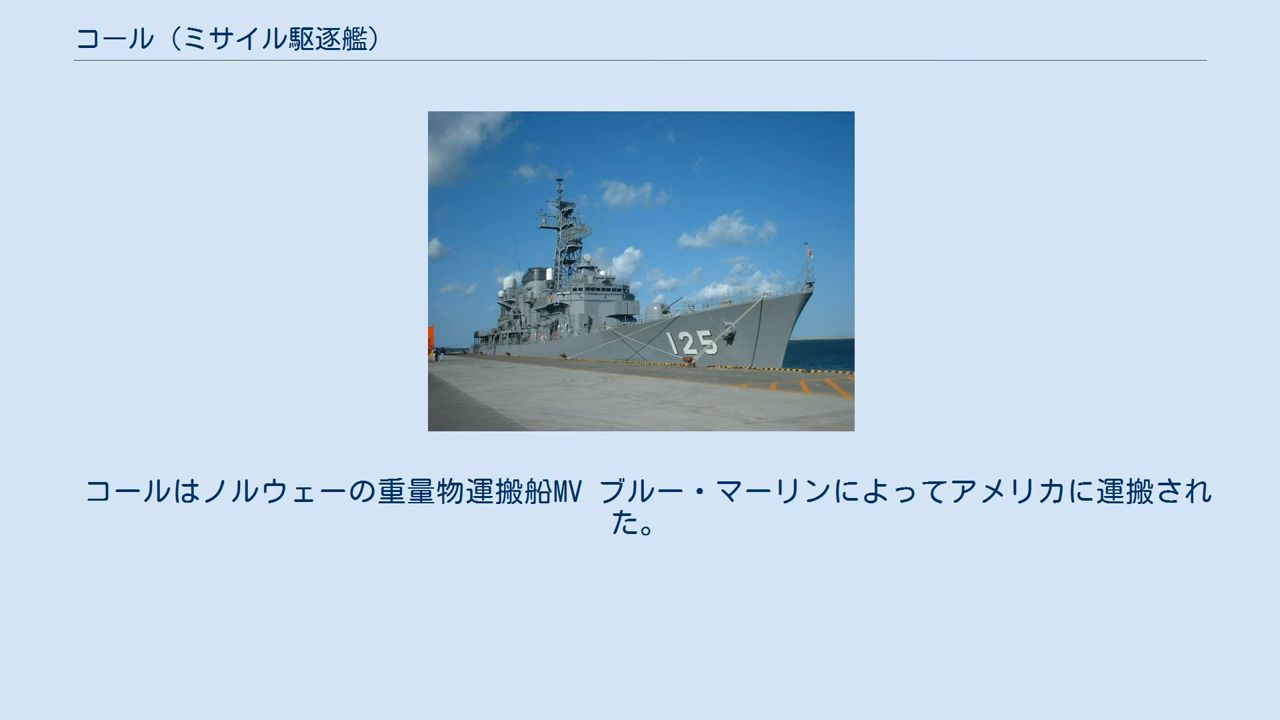 コール（ミサイル駆逐艦）
125
コールはノルウェーの重量物運搬船MV ブルー・マーリンによってアメリカに運搬され
た。